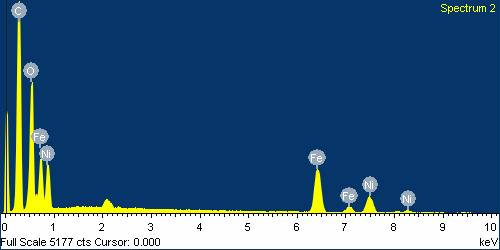 Spectrum 2
C
O
Fe
Ni
Fe
Fe
Ni
Ni
0 1 2 3 4 5 6 7 8 9 10
Full Scale 5177 cts Cursor: 0.000 keV